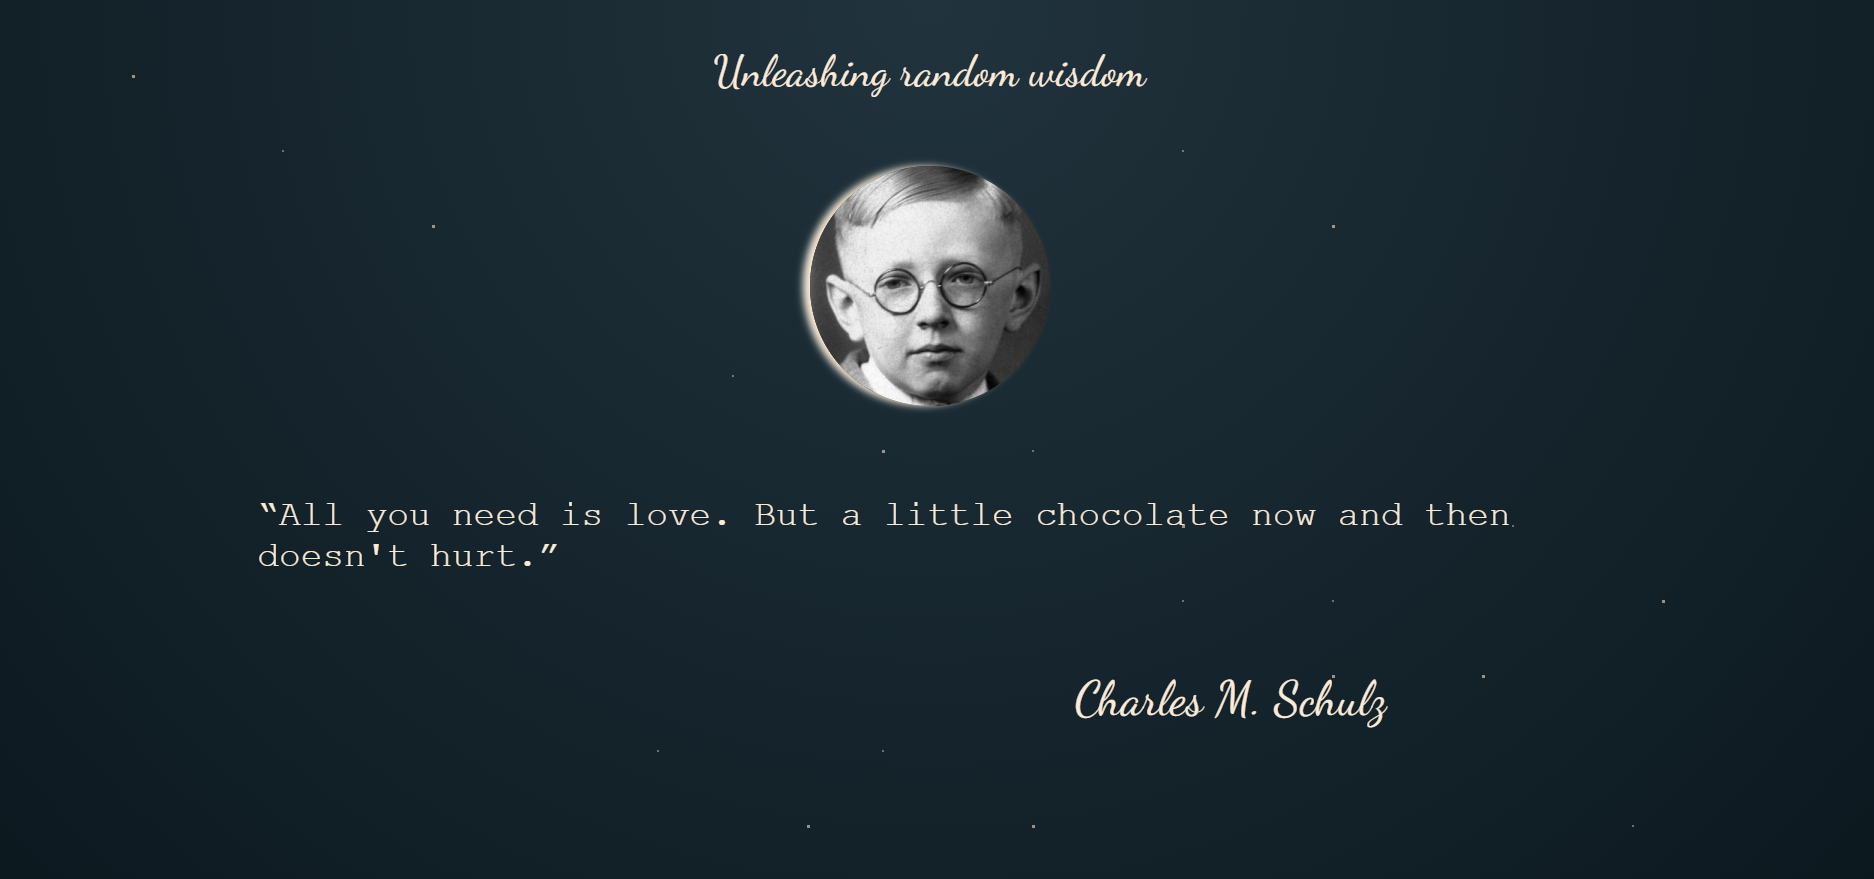 Unleashing random wisdom
“All you need is love. But a little chocolate now and then
doesn't hurt.”
Charles M. Schulz